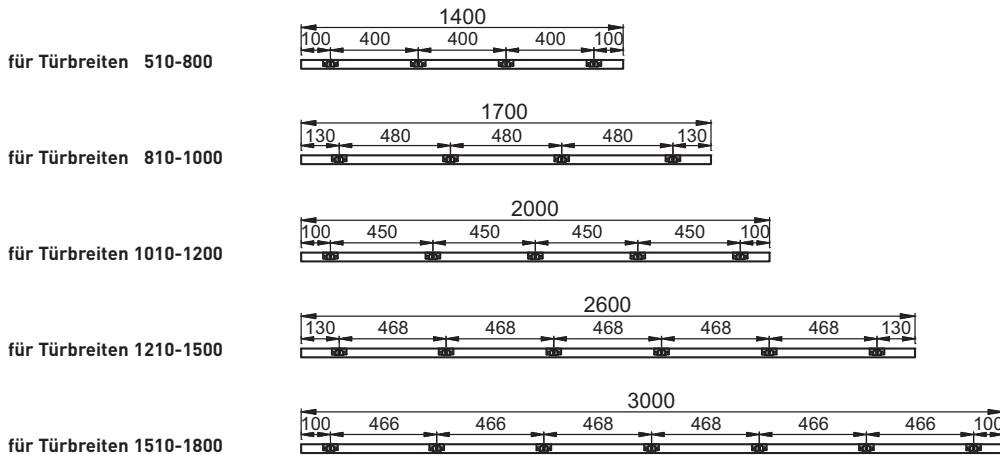 1400
100 400 400 400 100
für Türbreiten 510-800
1700
130 480 480 480 130
für Türbreiten 810-1000
2000
100 450 450 450 450 100
für Türbreiten 1010-1200
2600
130 468 468 468 468 468 130
für Türbreiten 1210-1500
3000
100 466 466 468 468 466 466 100
für Türbreiten 1510-1800